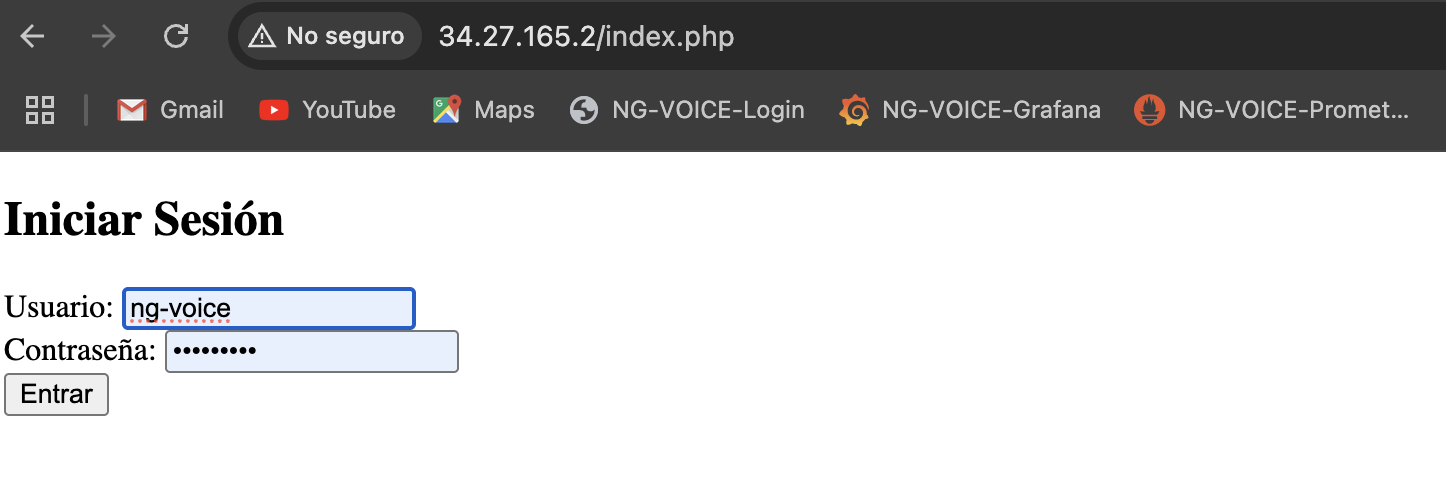 No seguro 34.27.165.2/index.php
Gmail YouTube Maps NG-VOICE-Login NG-VOICE-Grafana NG-VOICE-Promet...
Iniciar Sesión
Usuario: ng-voice
Contraseña: •••••••••
Entrar